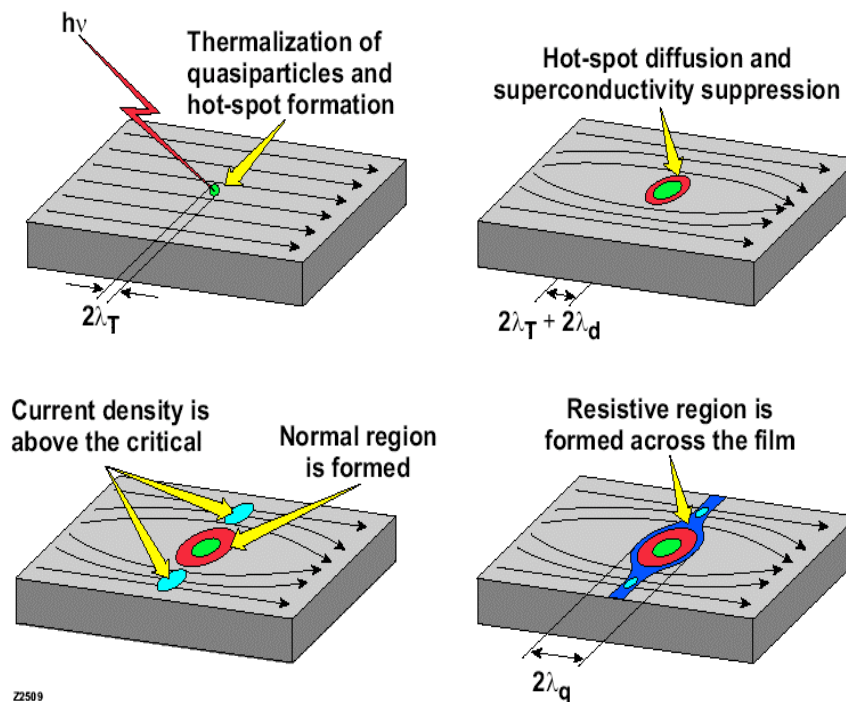 hν
Thermalization of
quasiparticles and
hot-spot formation
2λT
Hot-spot diffusion and
superconductivity suppression
2λT + 2λd
Current density is
above the critical
Normal region
is formed
Resistive region is
formed across the film
2λq
Z2509